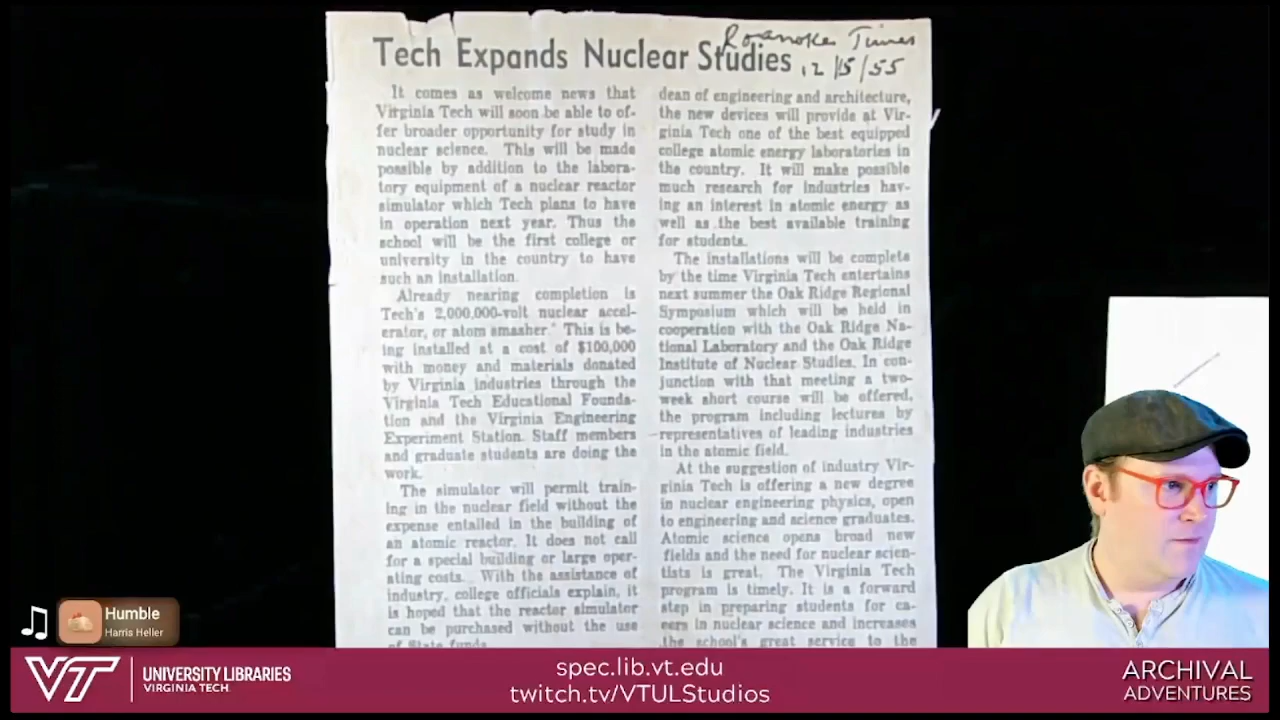 Roanoke Times
12/15/55
Tech Expands Nuclear Studies
It comes as welcome news that
Virginia Tech will soon be able to of-
fer broader opportunity for study in
nuclear science. This will be made
possible by addition to the labora-
tory equipment of a nuclear reactor
simulator which Tech plans to have
in operation next year. Thus the
school will be the first college or
university in the country to have
such an installation.
Already nearing completion is
Tech's 2,000,000-volt nuclear accel-
erator, or atom smasher." This is be-
ing installed at a cost of $100,000
with money and materials donated
by Virginia industries through the
Virginia Tech Educational Founda-
tion and the Virginia Engineering
Experiment Station. Staff members
and graduate students are doing the
work.
The simulator will permit train-
ing in the nuclear field without the
expense entailed in the building of
an atomic reactor. It does not call
for a special building or large oper-
ating costs. With the assistance of
industry, college officials explain, it
is hoped that the reactor simulator
can be purchased without the use
of State funds.
dean of engineering and architecture,
the new devices will provide at Vir-
ginia Tech one of the best equipped
college atomic energy laboratories in
the country. It will make possible
much research for industries hav-
ing an interest in atomic energy as
well as the best available training
for students.
The installations will be complete
by the time Virginia Tech entertains
next summer the Oak Ridge Regional
Symposium which will be held in
cooperation with the Oak Ridge Na-
tional Laboratory and the Oak Ridge
Institute of Nuclear Studies. In con-
junction with that meeting a two-
week short course will be offered,
the program including lectures by
representatives of leading industries
in the atomic field.
At the suggestion of industry Vir-
ginia Tech is offering a new degree
in nuclear engineering physics, open
to engineering and science graduates.
Atomic science opens broad new
fields and the need for nuclear scien-
tists is great. The Virginia Tech
program is timely. It is a forward
step in preparing students for ca-
eers in nuclear science and increases
the school's great service to the
Humble
Harris Heller
VT
UNIVERSITY LIBRARIES
VIRGINIA TECH
spec.lib.vt.edu
twitch.tv/VTULStudios
ARCHIVAL
ADVENTURES